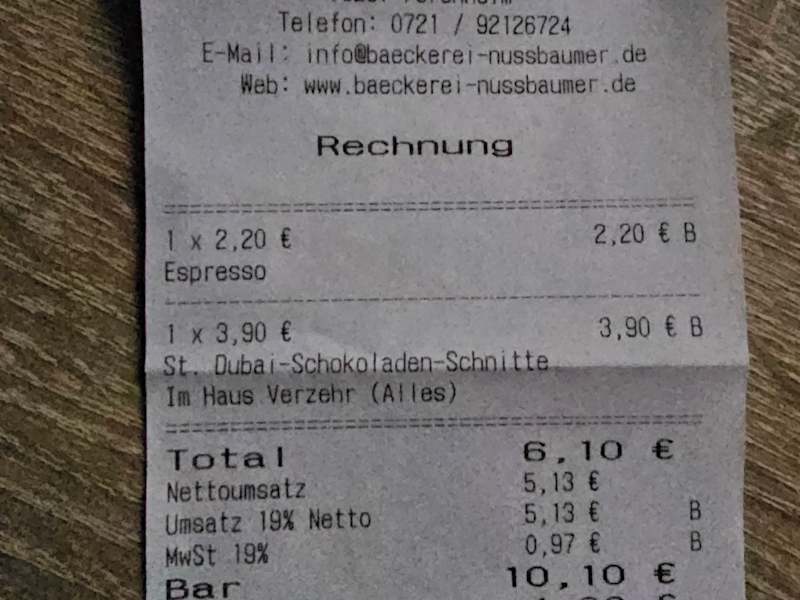 Telefon: 0721 / 92126724
E-Mail: info@baeckerei-nussbaumer.de
Web: www.baeckerei-nussbaumer.de
Rechnung
1 x 2,20 € 2,20 € B
Espresso
1 x 3,90 € 3,90 € B
St. Dubai-Schokoladen-Schnitte
Im Haus Verzehr (Alles)
Total 6,10 €
Nettoumsatz 5,13 €
Umsatz 19% Netto 5,13 € B
MwSt 19% 0,97 € B
Bar 10,10 €